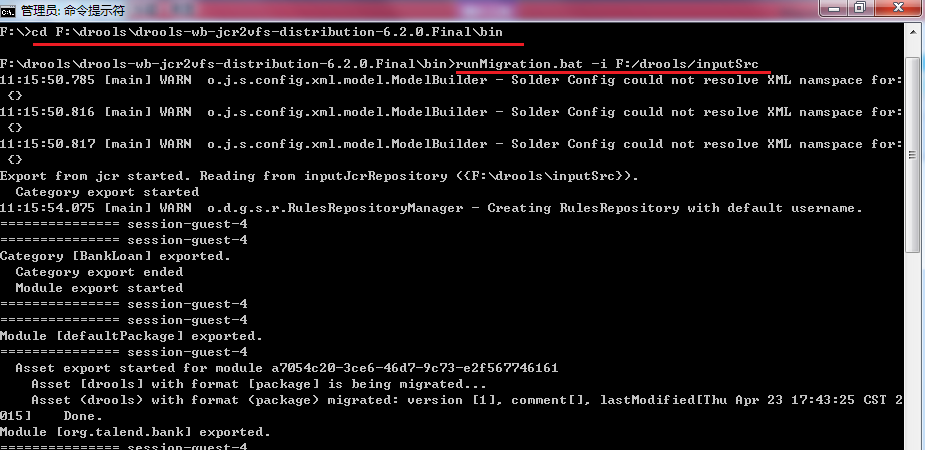 管理员: 命令提示符
F:\>cd F:\drools\drools-wb-jcr2vfs-distribution-6.2.0.Final\bin
F:\drools\drools-wb-jcr2vfs-distribution-6.2.0.Final\bin>runMigration.bat -i F:/drools/inputSrc
11:15:50.785 [main] WARN  o.j.s.config.xml.model.ModelBuilder - Solder Config could not resolve XML namspace for:
{}
11:15:50.816 [main] WARN  o.j.s.config.xml.model.ModelBuilder - Solder Config could not resolve XML namspace for:
{}
11:15:50.817 [main] WARN  o.j.s.config.xml.model.ModelBuilder - Solder Config could not resolve XML namspace for:
{}
Export from jcr started. Reading from inputJcrRepository ({F:\drools\inputSrc}).
Category export started
11:15:54.075 [main] WARN  o.d.g.s.r.RulesRepositoryManager - Creating RulesRepository with default username.
=============== session-guest-4
=============== session-guest-4
Category [BankLoan] exported.
Category export ended
Module export started
=============== session-guest-4
=============== session-guest-4
Module [defaultPackage] exported.
=============== session-guest-4
Asset export started for module a7054c20-3ce6-46d7-9c73-e2f567746161
Asset [drools] with format [package] is being migrated...
Asset (drools) with format (package) migrated: version [1], comment[], lastModified[Thu Apr 23 17:43:25 CST 2
015]    Done.
Module [org.talend.bank] exported.
=============== session-guest-4